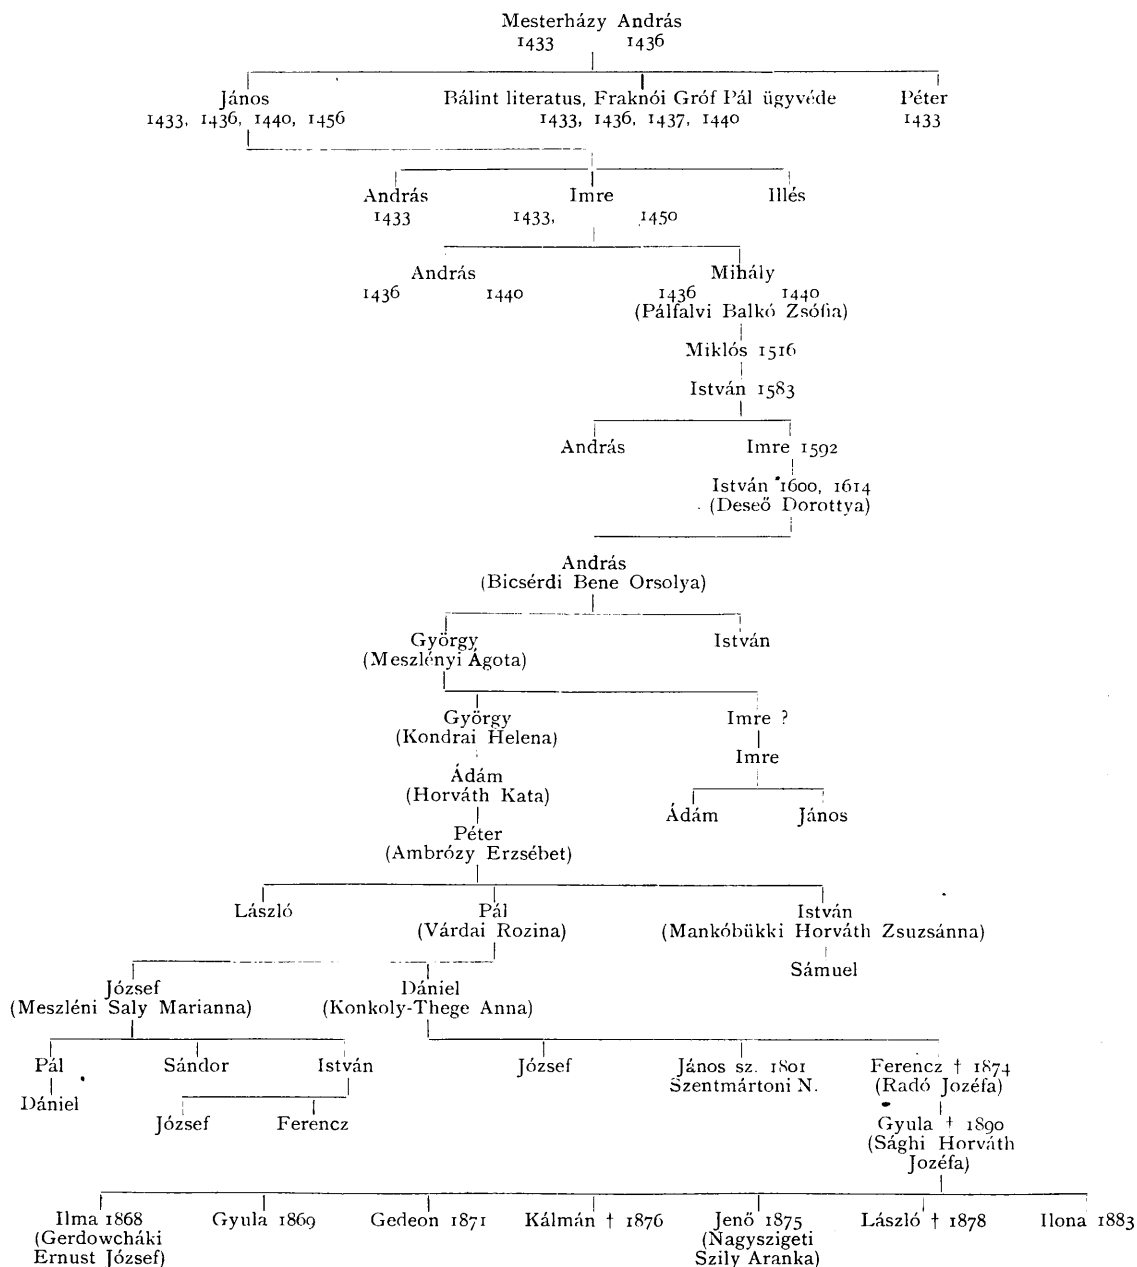 Mesterházy András
1433 1436
János Bálint literatus, Fraknói Gróf Pál ügyvéde Péter
1433, 1436, 1440, 1456 1433, 1436, 1437, 1440 1433
András Imre Illés
1433 1433, 1450
András Mihály
1436 1440 1436 1440
(Pálfalvi Balkó Zsófia)
Miklós 1516
István 1583
András Imre 1592
István 1600, 1614
(Deseő Dorottya)
András
(Bicsérdi Bene Orsolya)
György István
(Meszlényi Ágota)
György Imre ?
(Kondrai Helena)
Imre
Ádám
(Horváth Kata)
Ádám János
Péter
(Ambrózy Erzsébet)
László Pál István
(Várdai Rozina) (Mankóbükki Horváth Zsuzsánna)
Sámuel
József Dániel
(Meszléni Saly Marianna) (Konkoly-Thege Anna)
Pál Sándor István József János sz. 1801 Ferencz † 1874
Szentmártoni N. (Radó Jozéfa)
Dániel
József Ferencz Gyula † 1890
(Sághi Horváth
Jozéfa)
Ilma 1868 Gyula 1869 Gedeon 1871 Kálmán † 1876 Jenő 1875 László † 1878 Ilona 1883
(Gerdowcháki (Nagyszigeti
Ernust József) Szily Aranka)